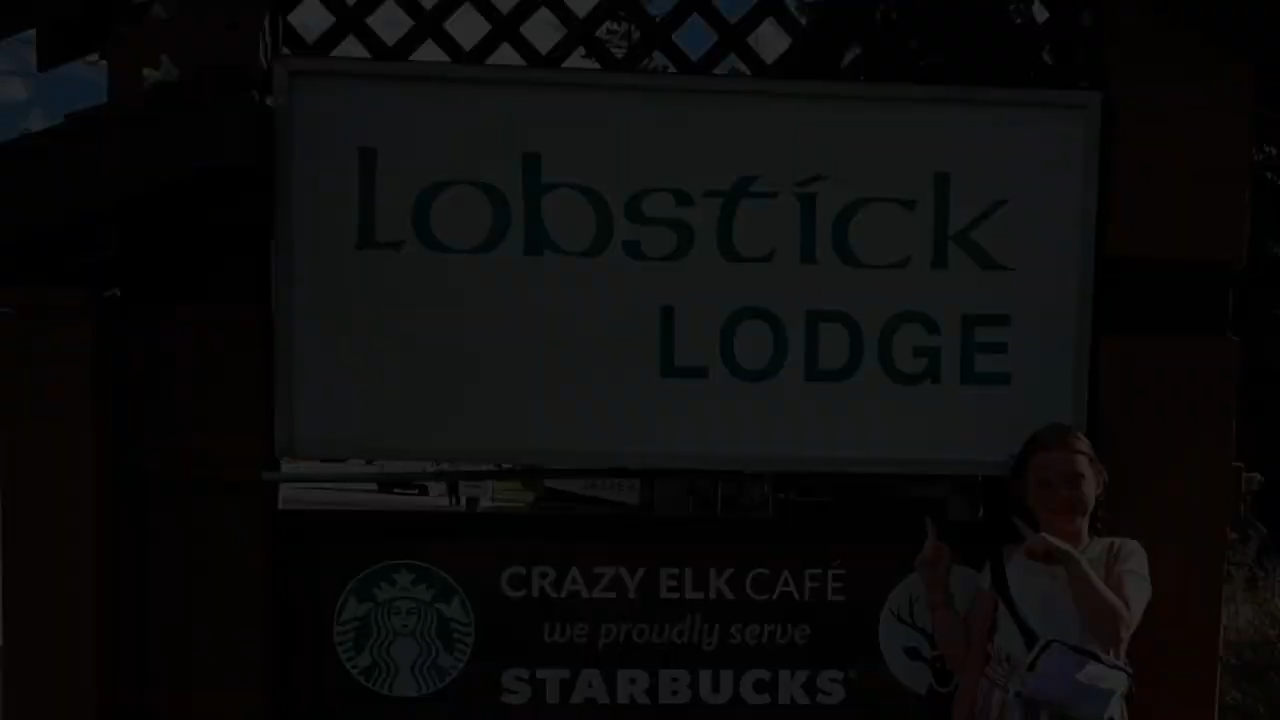 Lobstick
LODGE
CRAZY ELK CAFÉ
we proudly serve
STARBUCKS